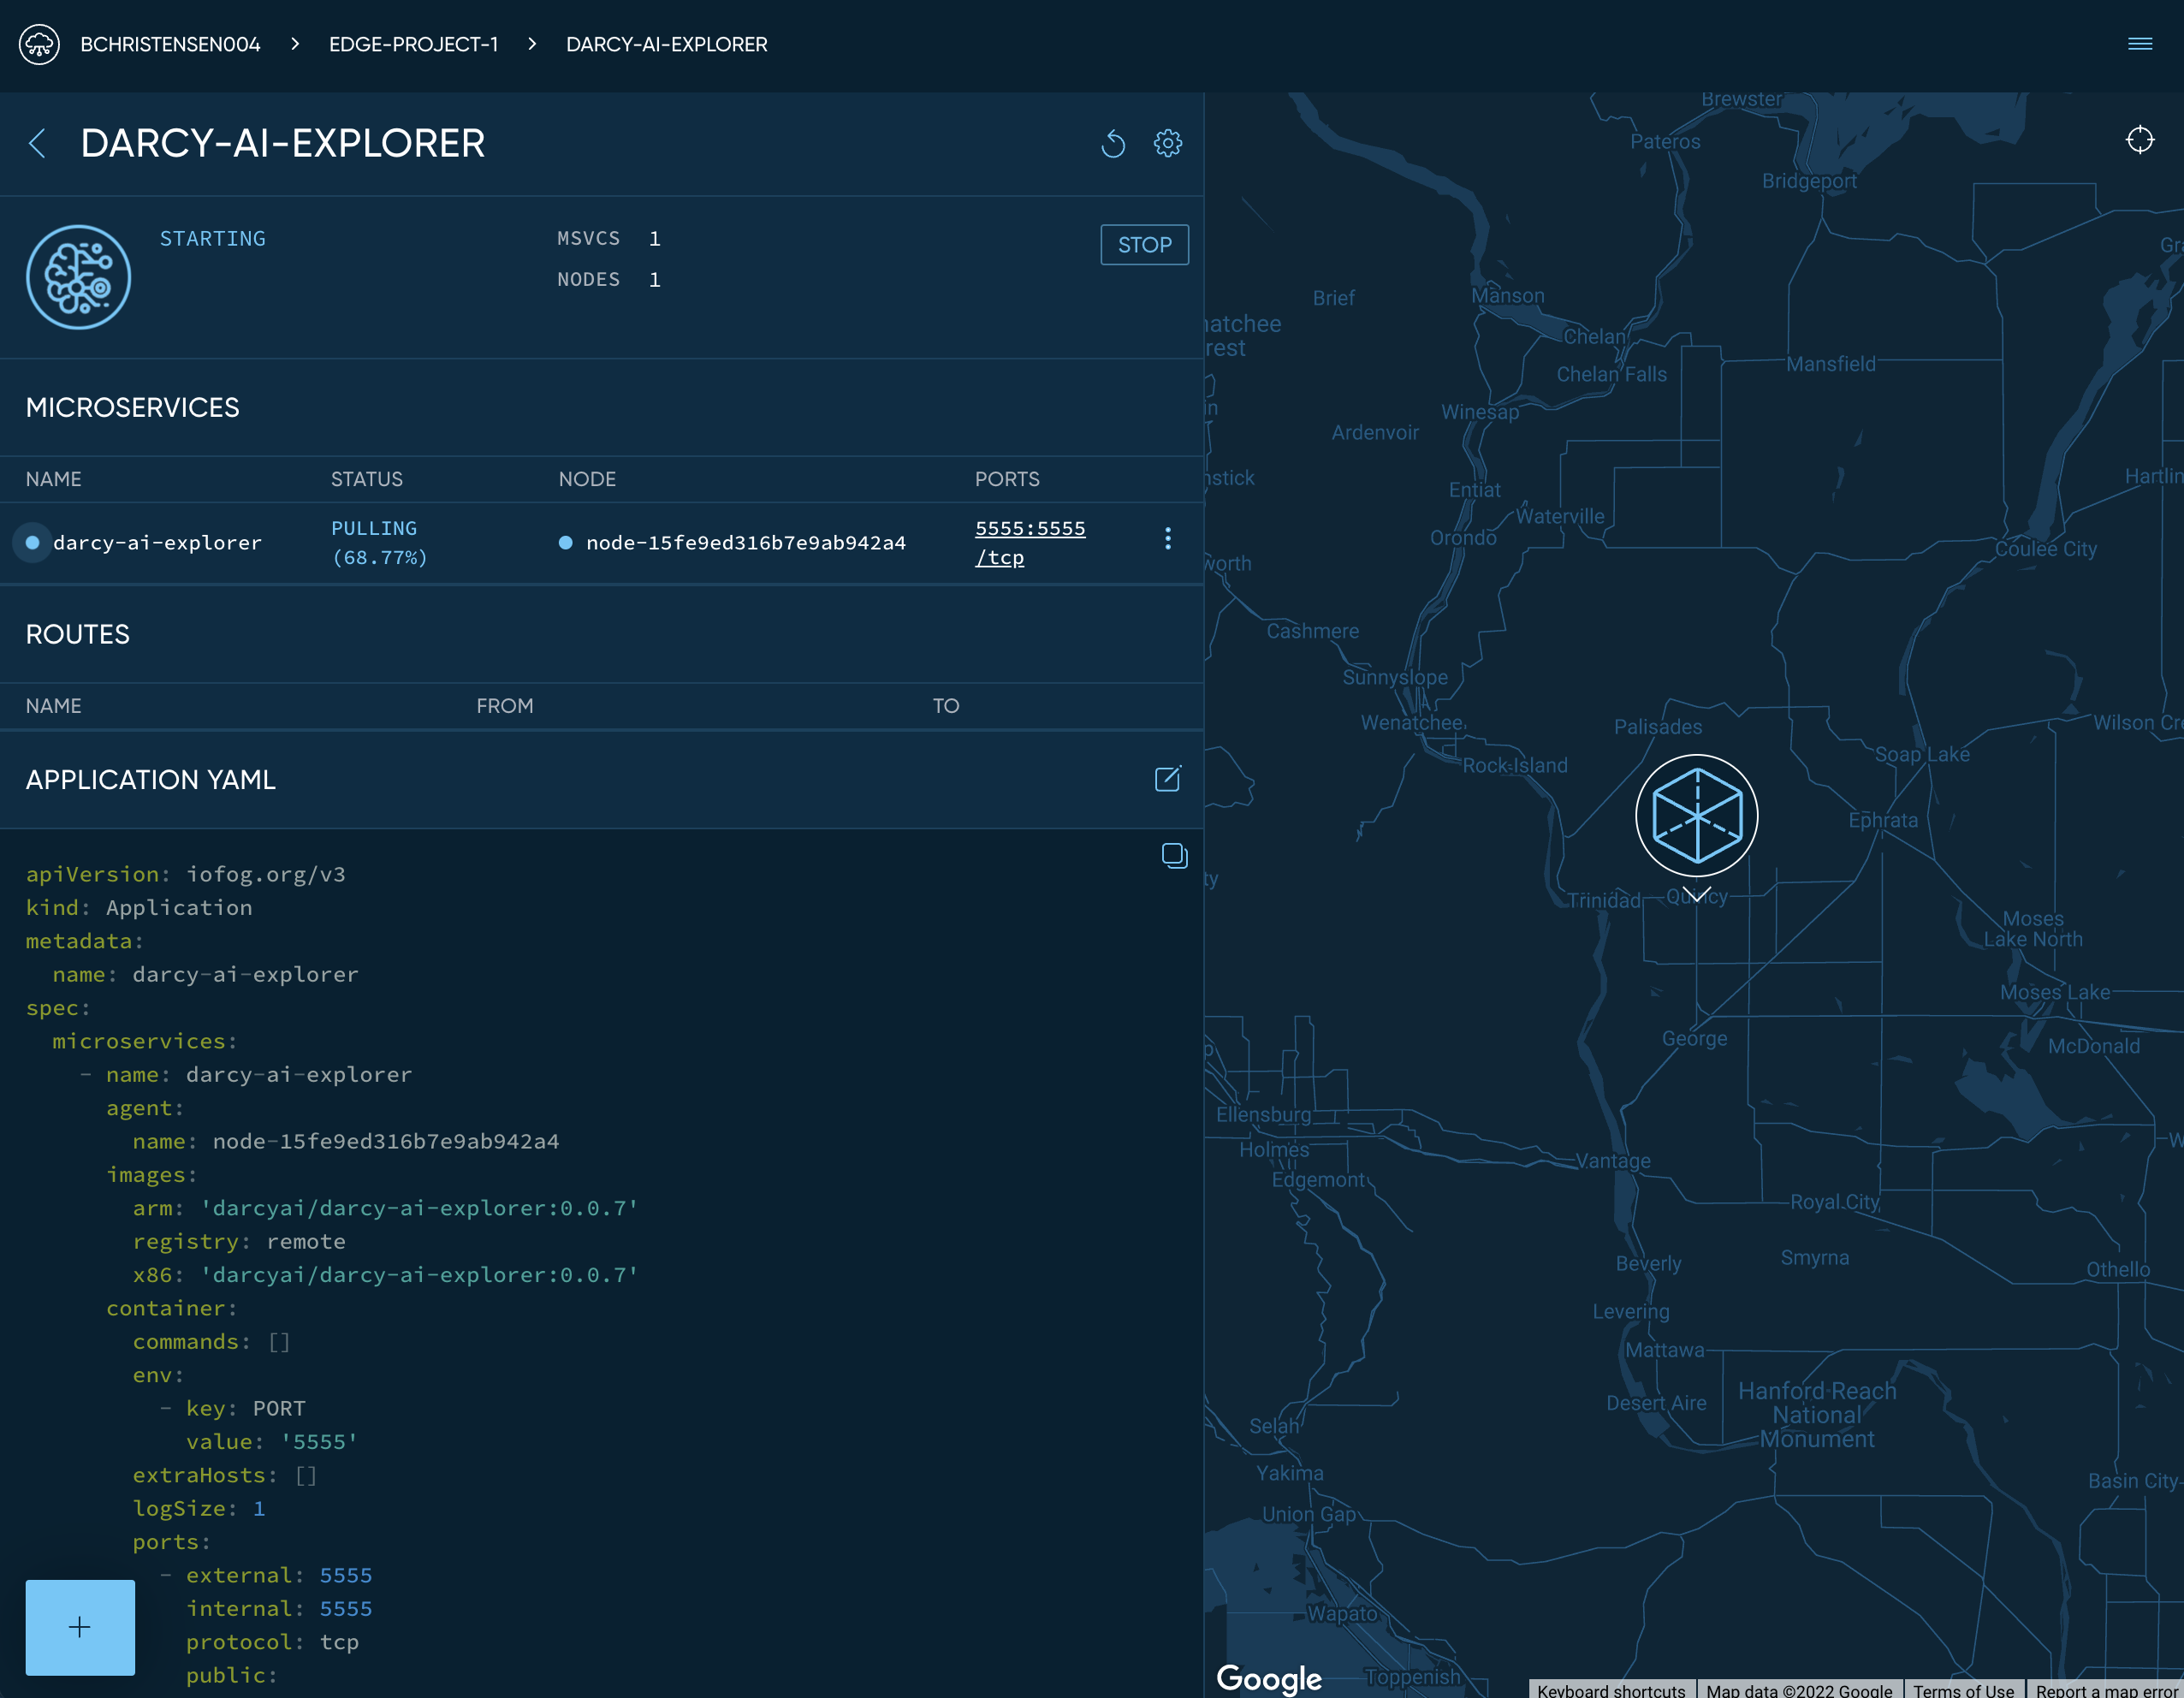 BCHRISTENSEN004 > EDGE-PROJECT-1 > DARCY-AI-EXPLORER
DARCY-AI-EXPLORER
STARTING
MSVCS 1
NODES 1
STOP
MICROSERVICES
NAME STATUS NODE PORTS
darcy-ai-explorer PULLING (68.77%) node-15fe9ed316b7e9ab942a4 5555:5555 /tcp
ROUTES
NAME FROM TO
APPLICATION YAML
apiVersion: iofog.org/v3
kind: Application
metadata:
  name: darcy-ai-explorer
spec:
  microservices:
    - name: darcy-ai-explorer
      agent:
        name: node-15fe9ed316b7e9ab942a4
      images:
        arm: 'darcyai/darcy-ai-explorer:0.0.7'
        registry: remote
        x86: 'darcyai/darcy-ai-explorer:0.0.7'
      container:
        commands: []
        env:
          - key: PORT
            value: '5555'
        extraHosts: []
        logSize: 1
        ports:
          - external: 5555
            internal: 5555
            protocol: tcp
            public:
+
Brewster
Pateros
Bridgeport
Brief
Manson
natchee
rest
Chelan
Mansfield
Chelan Falls
Winesap
Ardenvoir
nstick
Hartlin
Entiat
Waterville
Orondo
Coulee City
worth
Cashmere
Sunnyslope
Wenatchee
Palisades
Wilson Cre
Rock Island
Soap Lake
Ephrata
ty
Trinidad
Quincy
Moses
Lake North
Moses Lake
George
McDonald
Ellensburg
Holmes
Edgemont
Vantage
Royal City
Smyrna
Beverly
Othello
Levering
Mattawa
Hanford Reach
National
Monument
Desert Aire
Selah
Yakima
Basin City
Union Gap
Wapato
Toppenish
Google
Keyboard shortcuts Map data ©2022 Google Terms of Use Report a map error